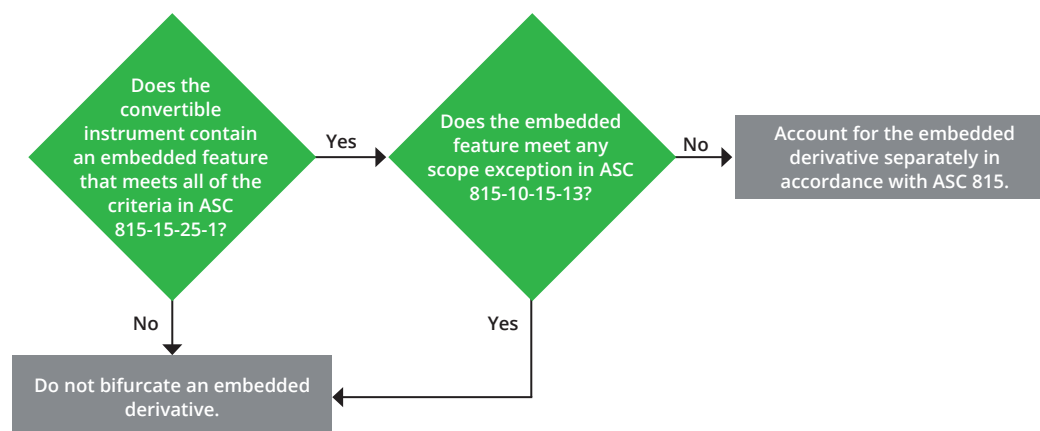 Does the
convertible
instrument contain
an embedded feature
that meets all of the
criteria in ASC
815-15-25-1?
Yes
Does the embedded
feature meet any
scope exception in ASC
815-10-15-13?
No
Account for the embedded
derivative separately in
accordance with ASC 815.
No
Yes
Do not bifurcate an embedded
derivative.